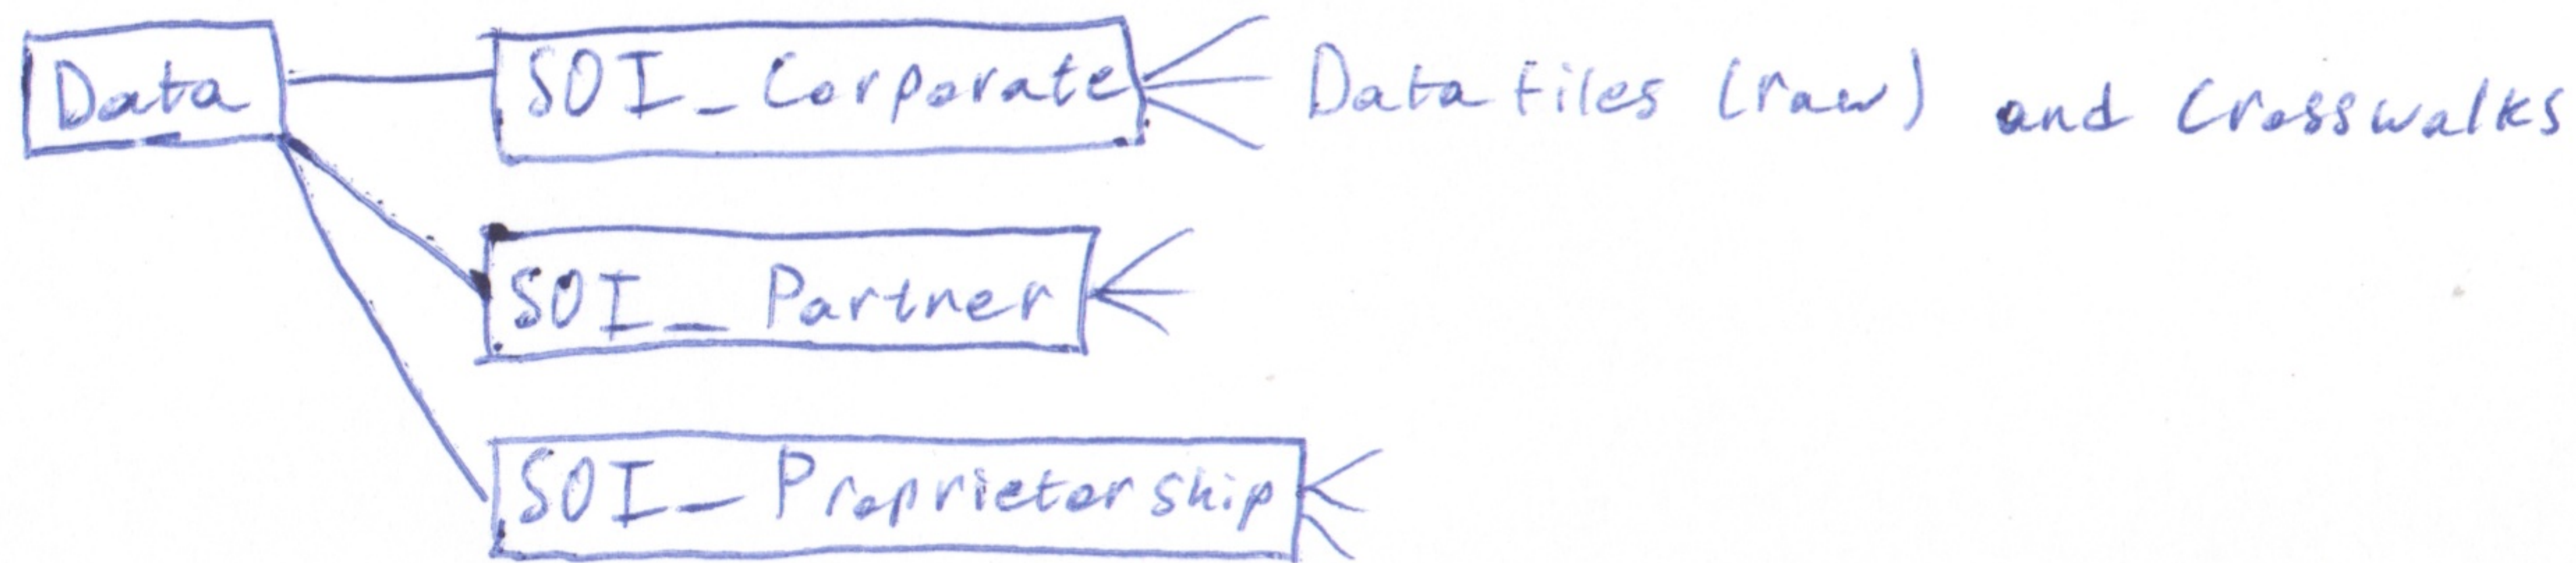 Data
SOI_Corporate
Data files (raw) and Crosswalks
SOI_Partner
SOI_Proprietorship